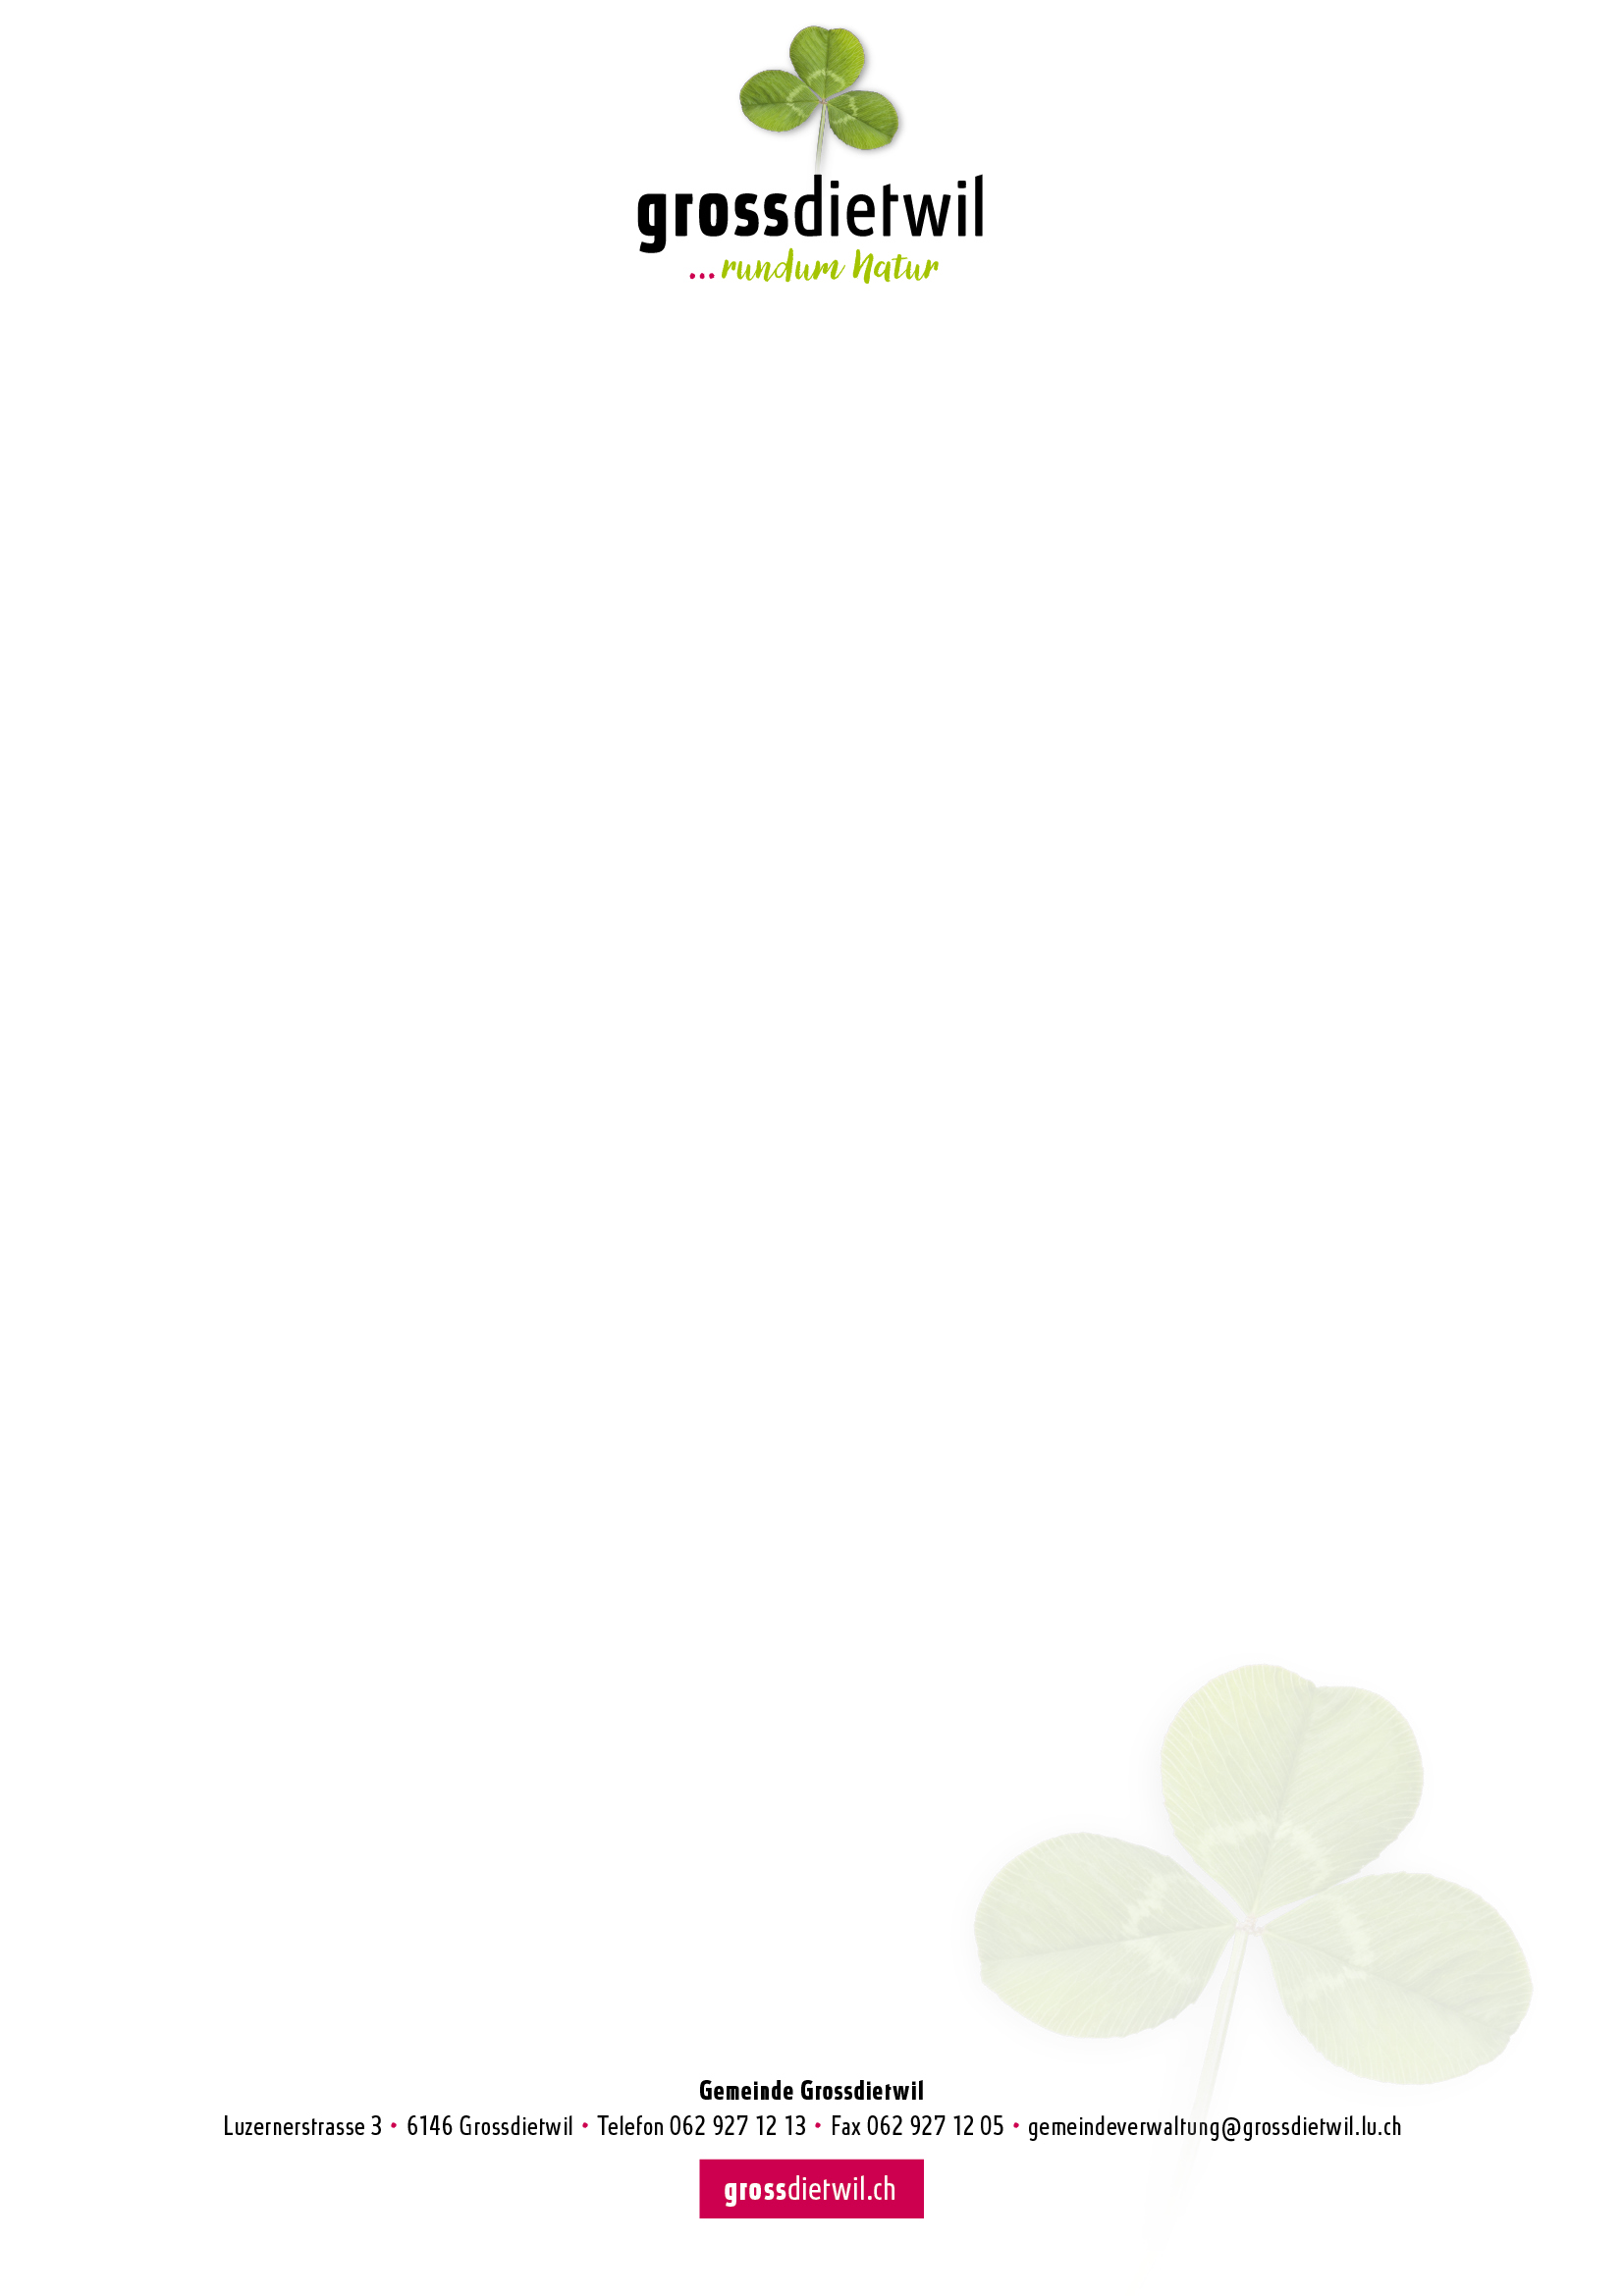 grossdietwil
...rundum Natur
Gemeinde Grossdietwil
Luzernerstrasse 3 • 6146 Grossdietwil • Telefon 062 927 12 13 • Fax 062 927 12 05 • gemeindeverwaltung@grossdietwil.lu.ch
grossdietwil.ch